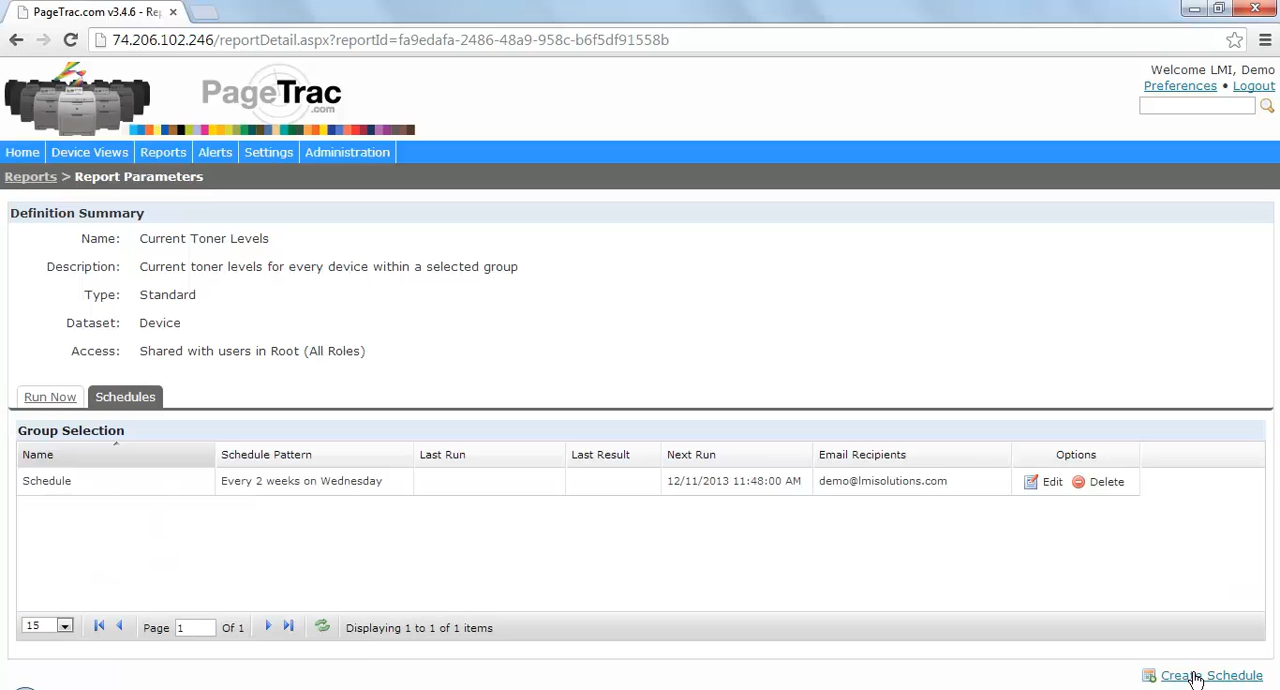 PageTrac.com v3.4.6 - Re
74.206.102.246/reportDetail.aspx?reportId=fa9edafa-2486-48a9-958c-b6f5df91558b
PageTrac
.com
Welcome LMI, Demo
Preferences • Logout
Home Device Views Reports Alerts Settings Administration
Reports > Report Parameters
Definition Summary
Name: Current Toner Levels
Description: Current toner levels for every device within a selected group
Type: Standard
Dataset: Device
Access: Shared with users in Root (All Roles)
Run Now Schedules
Group Selection
Name Schedule Pattern Last Run Last Result Next Run Email Recipients Options
Schedule Every 2 weeks on Wednesday 12/11/2013 11:48:00 AM demo@lmisolutions.com Edit Delete
15 Page 1 Of 1 Displaying 1 to 1 of 1 items
Create Schedule